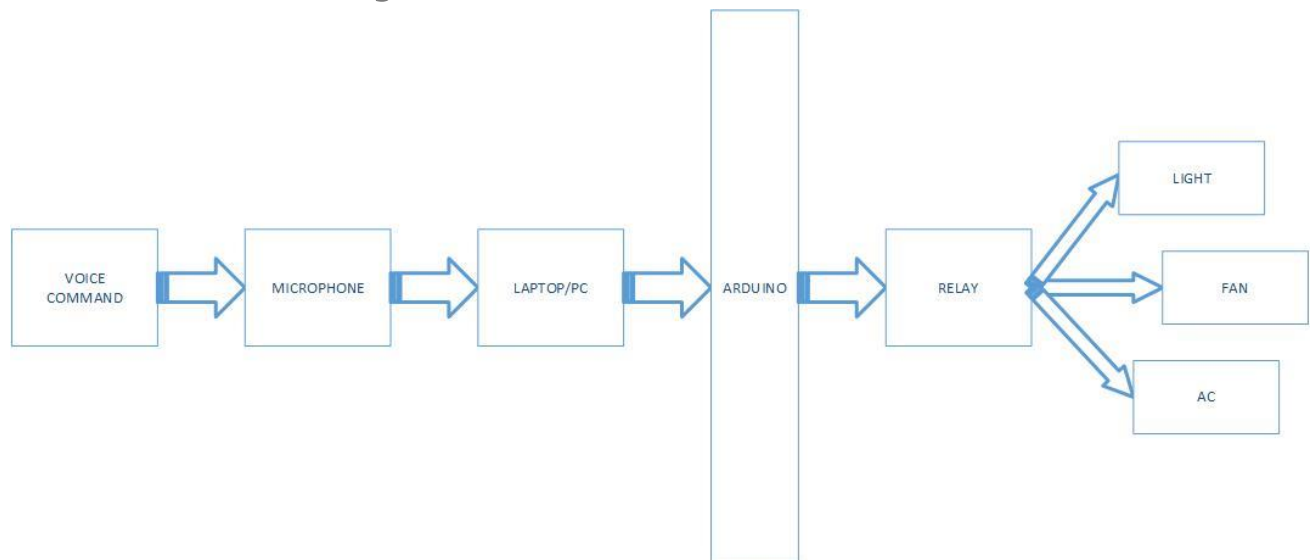 VOICE
COMMAND
MICROPHONE
LAPTOP/PC
ARDUINO
RELAY
LIGHT
FAN
AC